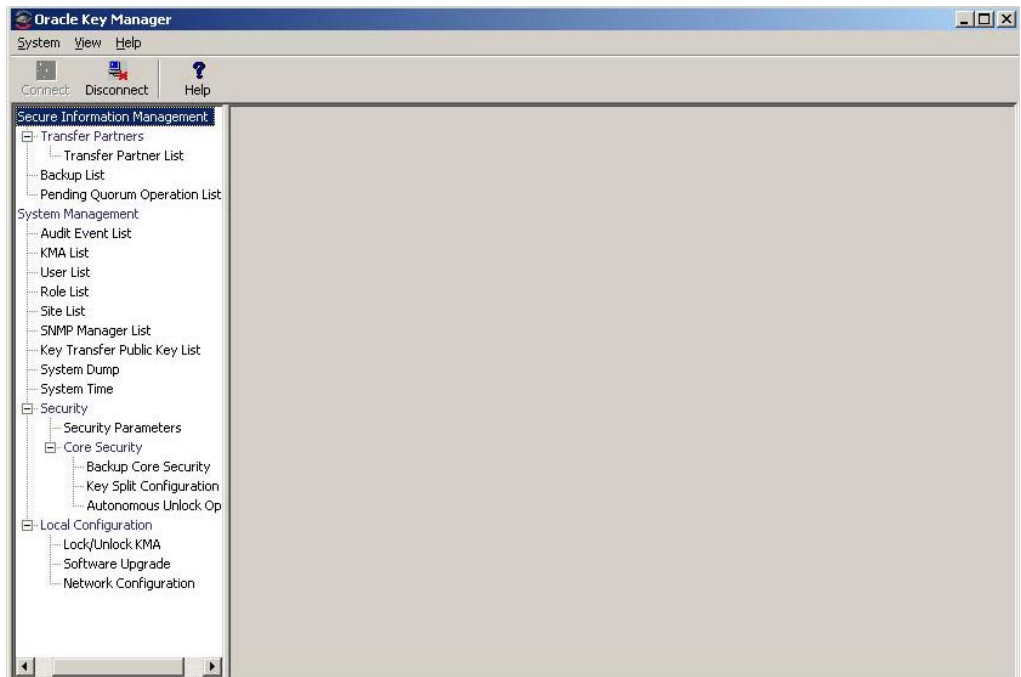 Oracle Key Manager
System View Help
Connect Disconnect Help
Secure Information Management
Transfer Partners
Transfer Partner List
Backup List
Pending Quorum Operation List
System Management
Audit Event List
KMA List
User List
Role List
Site List
SNMP Manager List
Key Transfer Public Key List
System Dump
System Time
Security
Security Parameters
Core Security
Backup Core Security
Key Split Configuration
Autonomous Unlock Op
Local Configuration
Lock/Unlock KMA
Software Upgrade
Network Configuration